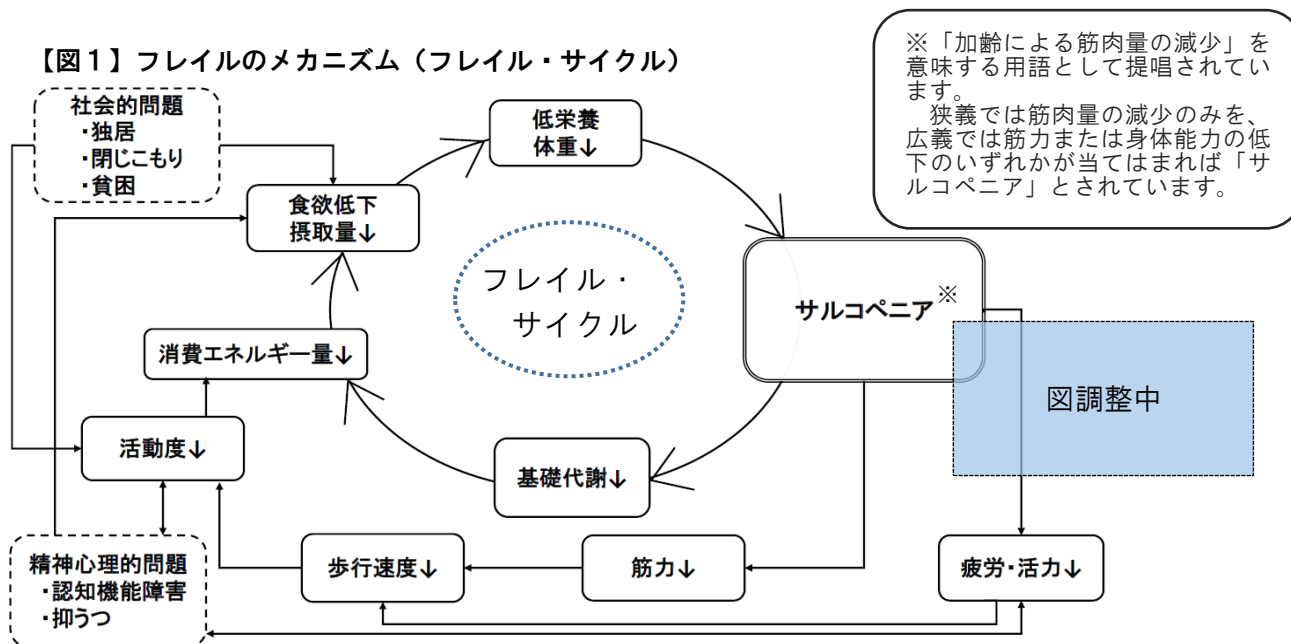 【図１】フレイルのメカニズム（フレイル・サイクル）
※「加齢による筋肉量の減少」を
意味する用語として提唱されてい
ます。
　狭義では筋肉量の減少のみを、
広義では筋力または身体能力の低
下のいずれかが当てはまれば「サ
ルコペニア」とされています。
社会的問題
・独居
・閉じこもり
・貧困
低栄養
体重↓
食欲低下
摂取量↓
フレイル・
サイクル
サルコペニア※
消費エネルギー量↓
図調整中
活動度↓
基礎代謝↓
精神心理的問題
・認知機能障害
・抑うつ
歩行速度↓
筋力↓
疲労・活力↓